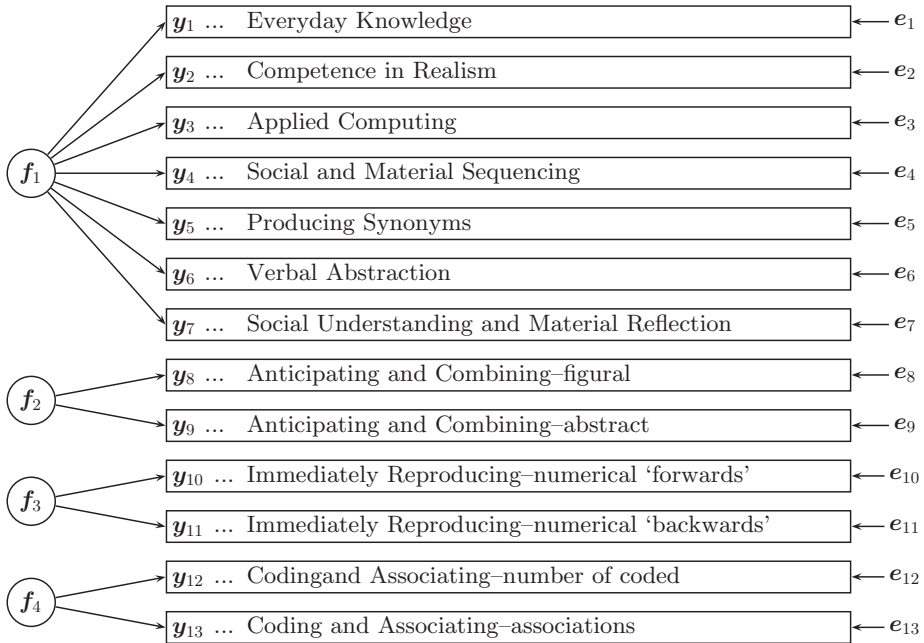 y1 ... Everyday Knowledge e1
y2 ... Competence in Realism e2
y3 ... Applied Computing e3
f1 y4 ... Social and Material Sequencing e4
y5 ... Producing Synonyms e5
y6 ... Verbal Abstraction e6
y7 ... Social Understanding and Material Reflection e7
y8 ... Anticipating and Combining–figural e8
f2
y9 ... Anticipating and Combining–abstract e9
y10 ... Immediately Reproducing–numerical ‘forwards’ e10
f3
y11 ... Immediately Reproducing–numerical ‘backwards’ e11
y12 ... Codingand Associating–number of coded e12
f4
y13 ... Coding and Associating–associations e13